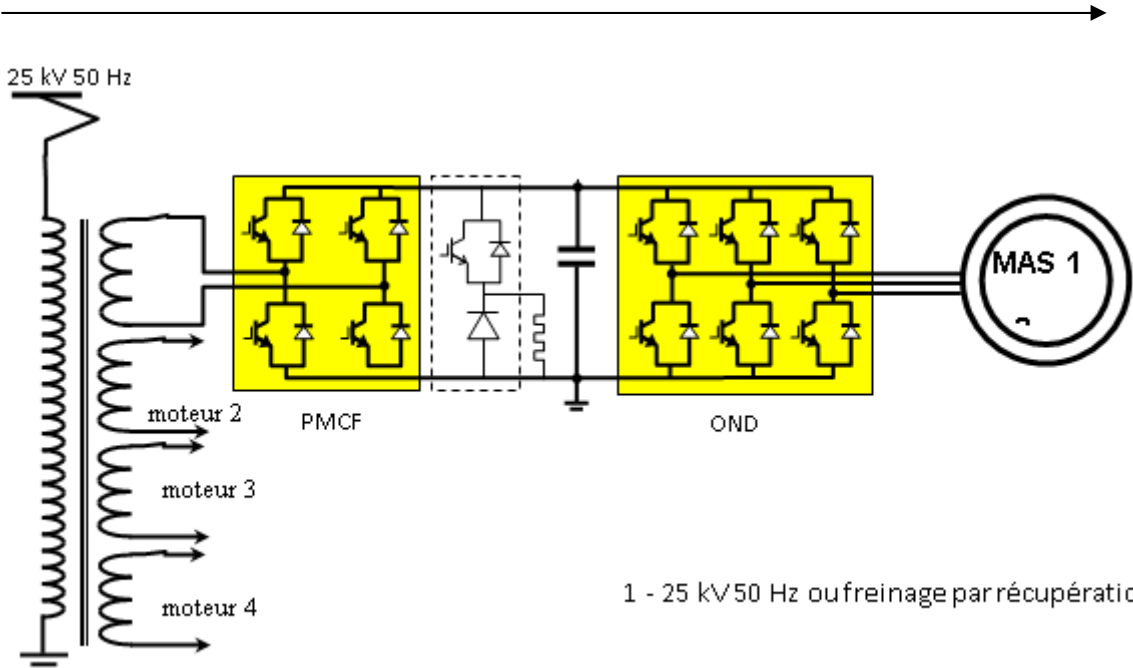 25 kV 50 Hz
MAS 1
moteur 2
PMCF
OND
moteur 3
moteur 4
1 - 25 kV 50 Hz ou freinage par récupératio